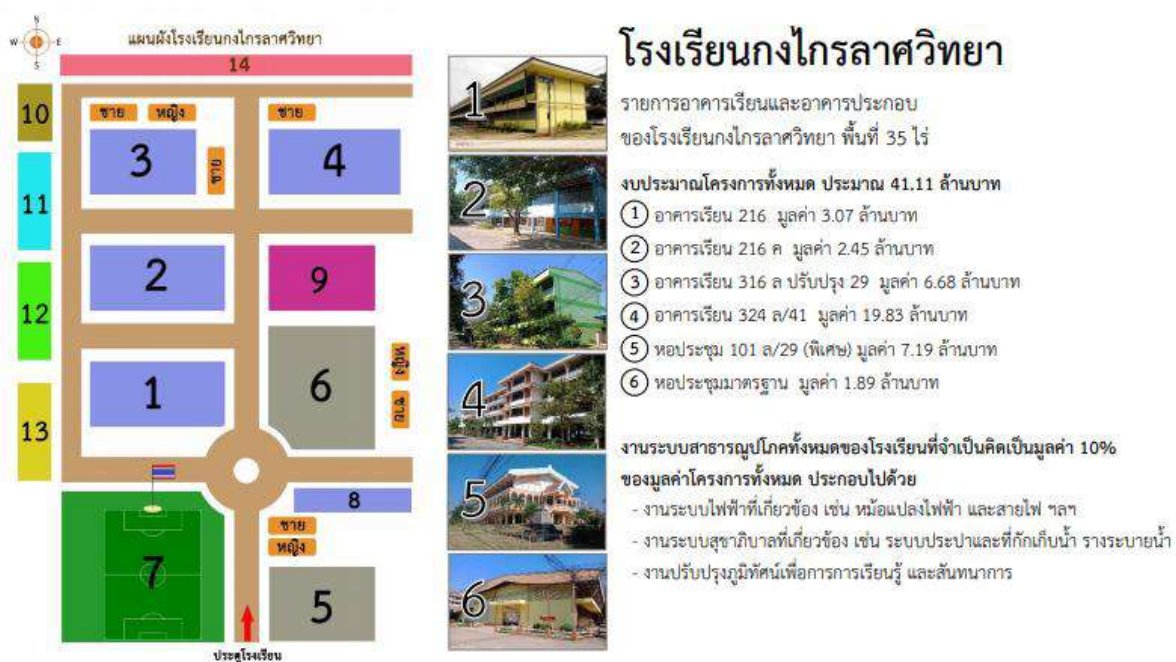 N
W E
S
แผนผังโรงเรียนกงไกรลาศวิทยา
14
10
11
12
13
ชาย หญิง
ชาย
3
ชาย
4
2
9
1
6
หญิง
ชาย
8
ชาย
หญิง
7
5
ประตูโรงเรียน
1
2
3
4
5
6
โรงเรียนกงไกรลาศวิทยา
รายการอาคารเรียนและอาคารประกอบ
ของโรงเรียนกงไกรลาศวิทยา พื้นที่ 35 ไร่
งบประมาณโครงการทั้งหมด ประมาณ 41.11 ล้านบาท
1 อาคารเรียน 216 มูลค่า 3.07 ล้านบาท
2 อาคารเรียน 216 ค มูลค่า 2.45 ล้านบาท
3 อาคารเรียน 316 ล ปรับปรุง 29 มูลค่า 6.68 ล้านบาท
4 อาคารเรียน 324 ล/41 มูลค่า 19.83 ล้านบาท
5 หอประชุม 101 ล/29 (พิเศษ) มูลค่า 7.19 ล้านบาท
6 หอประชุมมาตรฐาน มูลค่า 1.89 ล้านบาท
งานระบบสาธารณูปโภคทั้งหมดของโรงเรียนที่จำเป็นคิดเป็นมูลค่า 10%
ของมูลค่าโครงการทั้งหมด ประกอบไปด้วย
- งานระบบไฟฟ้าที่เกี่ยวข้อง เช่น หม้อแปลงไฟฟ้า และสายไฟ ฯลฯ
- งานระบบสุขาภิบาลที่เกี่ยวข้อง เช่น ระบบประปาและที่กักเก็บน้ำ รางระบายน้ำ
- งานปรับปรุงภูมิทัศน์เพื่อการการเรียนรู้ และสันทนาการ